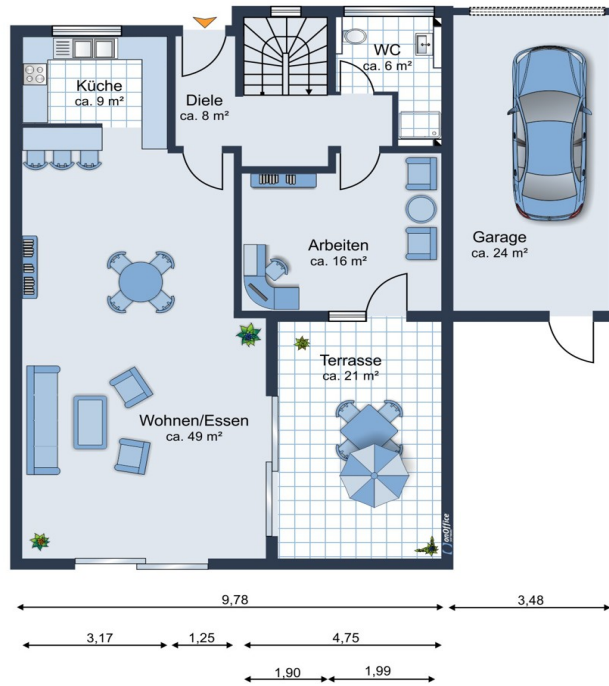 WC
ca. 6 m²
Küche
ca. 9 m²
Diele
ca. 8 m²
Arbeiten
ca. 16 m²
Garage
ca. 24 m²
Terrasse
ca. 21 m²
Wohnen/Essen
ca. 49 m²
onOffice
9,78
3,48
3,17
1,25
4,75
1,90
1,99